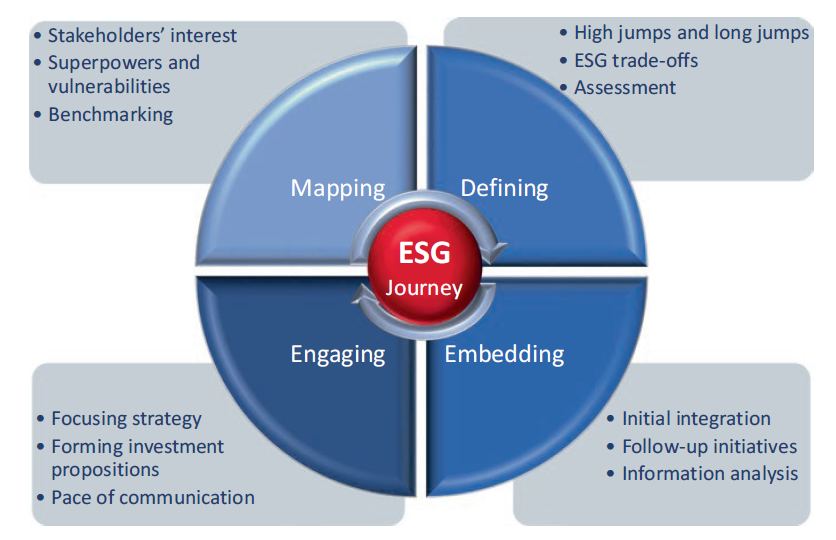 • Stakeholders’ interest
• Superpowers and
vulnerabilities
• Benchmarking
• High jumps and long jumps
• ESG trade-offs
• Assessment
Mapping
Defining
ESG
Journey
Engaging
Embedding
• Focusing strategy
• Forming investment
propositions
• Pace of communication
• Initial integration
• Follow-up initiatives
• Information analysis